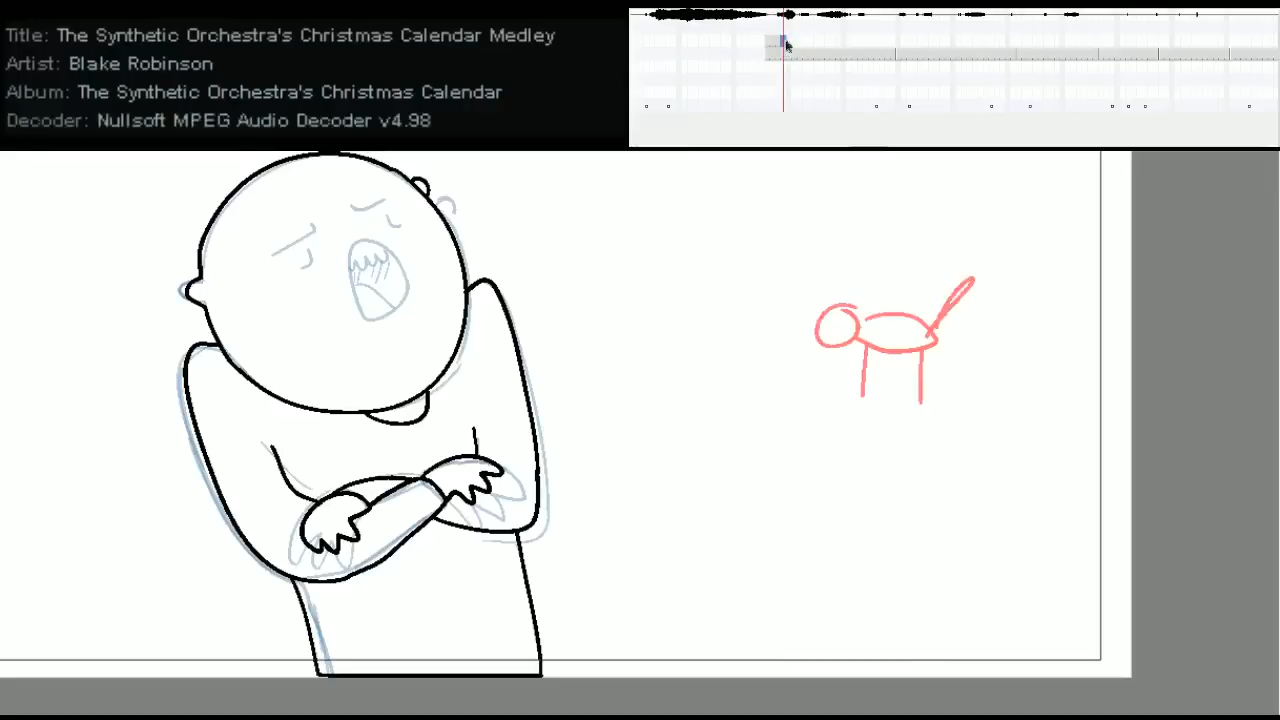 Title: The Synthetic Orchestra's Christmas Calendar Medley
Artist: Blake Robinson
Album: The Synthetic Orchestra's Christmas Calendar
Decoder: Nullsoft MPEG Audio Decoder v4.98